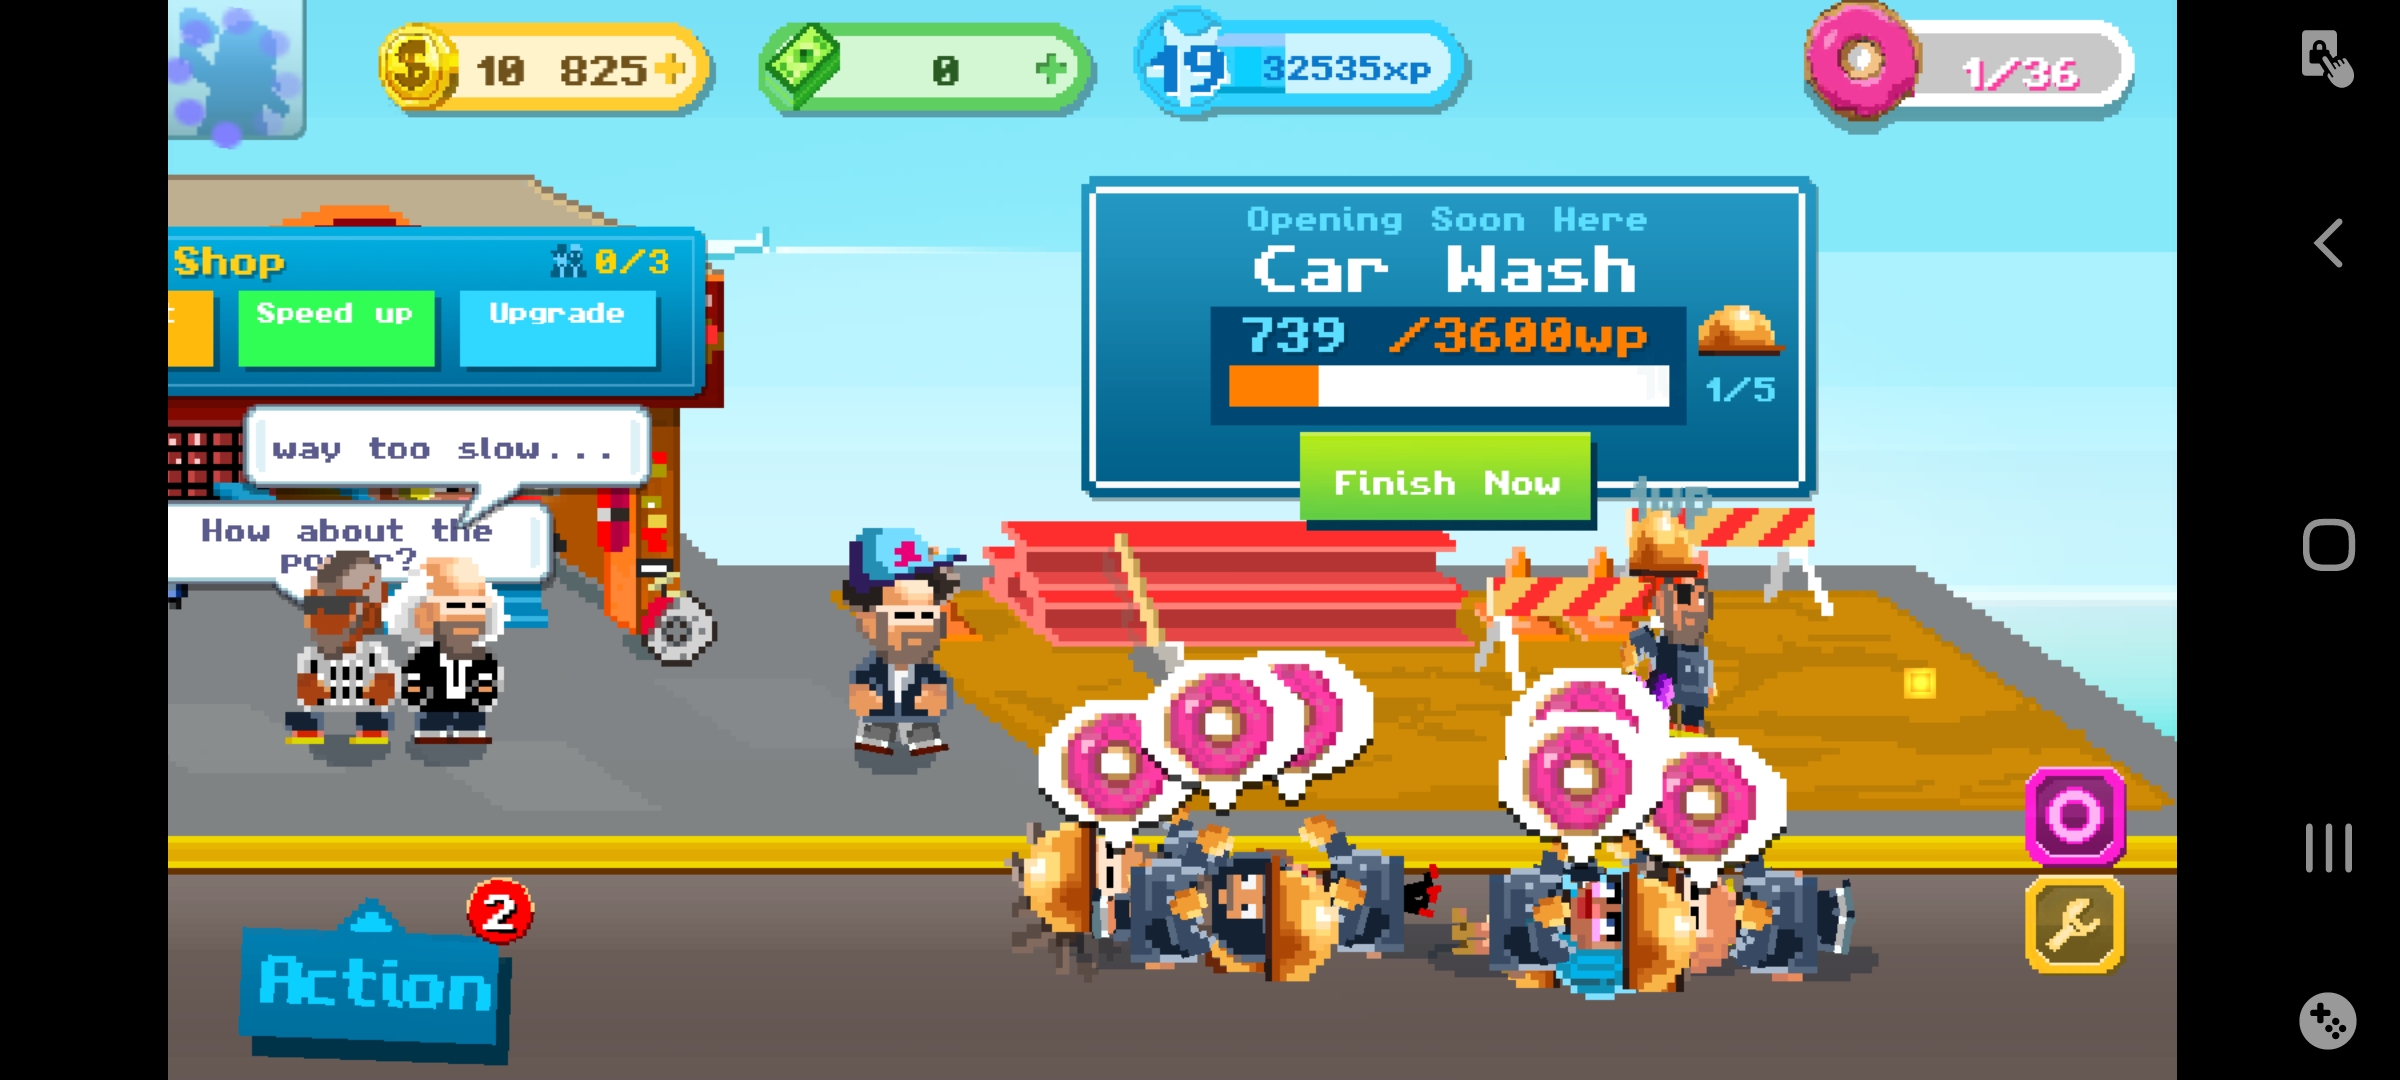 10 825
0
19
32535xp
1/36
Opening Soon Here
Car Wash
739 /3600wp
1/5
Finish Now
Shop
0/3
Speed up
Upgrade
way too slow...
How about the
1wp
2
Action